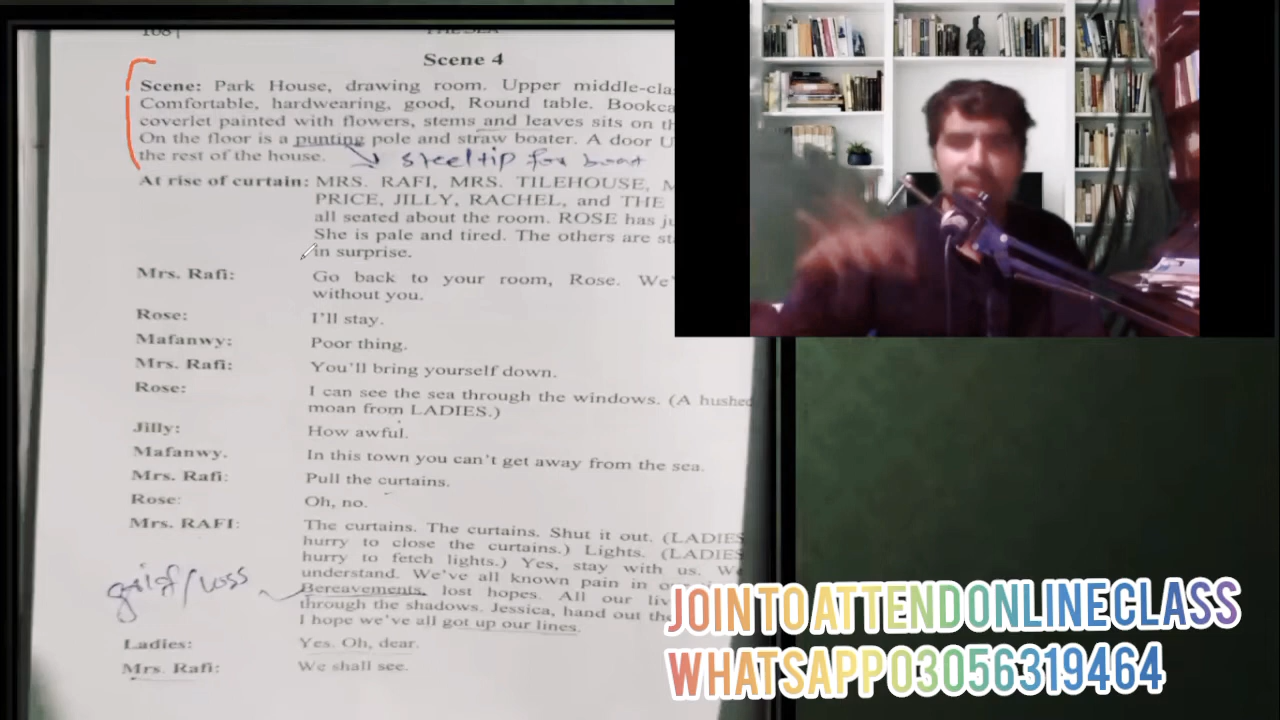 108|
THE SEA
Scene 4
Scene: Park House, drawing room. Upper
Comfortable, hardwearing, good, Round table.
coverlet painted with flowers, stems and leaves sits on
On the floor is a punting pole and straw boater. A door
the rest of the house.
steel tip for boat
At rise of curtain: MRS. RAFI, MRS. TILEHOUSE,
PRICE, JILLY, RACHEL, and THE
all seated about the room. ROSE has
She is pale and tired. The others are
in surprise.
Mrs. Rafi: Go back to your room, Rose.
without you.
Rose: I'll stay.
Mafanwy: Poor thing.
Mrs. Rafi: You'll bring yourself down.
Rose: I can see the sea through the windows. (A hushed
moan from LADIES.)
Jilly: How awful.
Mafanwy. In this town you can't get away from the sea.
Mrs. Rafi: Pull the curtains.
Rose: Oh, no.
Mrs. RAFI: The curtains. The curtains. Shut it out. (LADIES
hurry to close the curtains.) Lights. (LADIES
hurry to fetch lights.) Yes, stay with us.
understand. We've all known pain in
grief/loss
Bereavements, lost hopes. All our
through the shadows. Jessica, hand out
I hope we've all got up our lines.
Ladies: Yes. Oh, dear.
Mrs. Rafi: We shall see.
JOIN TO ATTEND ONLINE CLASS
WHATSAPP 03056319464